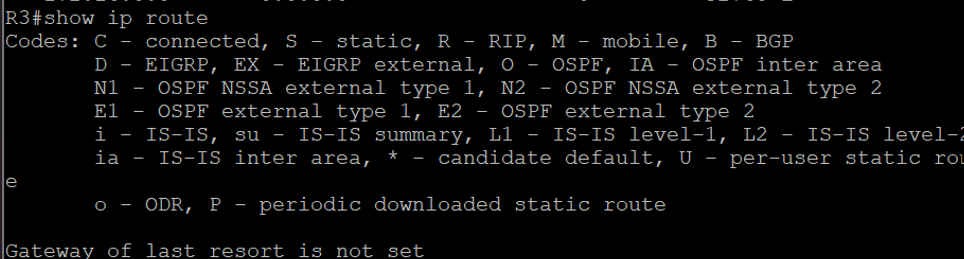 R3#show ip route
Codes: C - connected, S - static, R - RIP, M - mobile, B - BGP
D - EIGRP, EX - EIGRP external, O - OSPF, IA - OSPF inter area
N1 - OSPF NSSA external type 1, N2 - OSPF NSSA external type 2
E1 - OSPF external type 1, E2 - OSPF external type 2
i - IS-IS, su - IS-IS summary, L1 - IS-IS level-1, L2 - IS-IS level-2
ia - IS-IS inter area, * - candidate default, U - per-user static rou
e
o - ODR, P - periodic downloaded static route
Gateway of last resort is not set